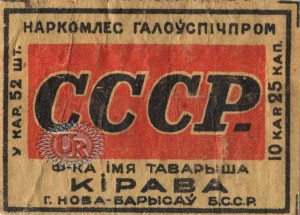 НАРКОМЛЕС ГАЛОЎСПІЧПРОМ
У КАР. 52 ШТ.
СССР.
10 КАР. 25 КАП.
Ф-КА ІМЯ ТАВАРЫША
КІРАВА
Г. НОВА-БАРЫСАЎ Б.С.С.Р.
UR